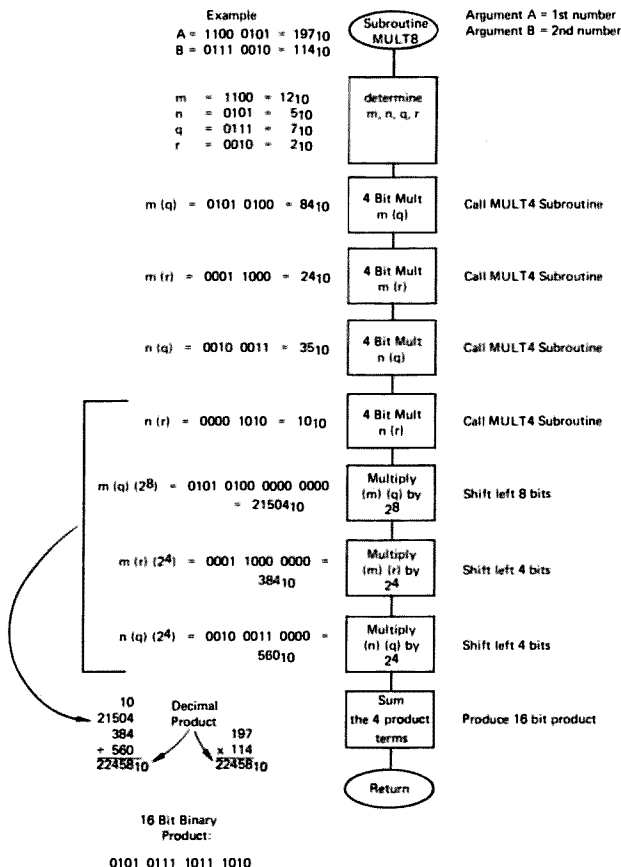 Example
A = 1100 0101 = 197₁₀
B = 0111 0010 = 114₁₀
Subroutine
MULT8
Argument A = 1st number
Argument B = 2nd number
m = 1100 = 12₁₀
n = 0101 = 5₁₀
q = 0111 = 7₁₀
r = 0010 = 2₁₀
determine
m, n, q, r
m (q) = 0101 0100 = 84₁₀
4 Bit Mult
m (q)
Call MULT4 Subroutine
m (r) = 0001 1000 = 24₁₀
4 Bit Mult
m (r)
Call MULT4 Subroutine
n (q) = 0010 0011 = 35₁₀
4 Bit Mult
n (q)
Call MULT4 Subroutine
n (r) = 0000 1010 = 10₁₀
4 Bit Mult
n (r)
Call MULT4 Subroutine
m (q) (2⁸) = 0101 0100 0000 0000
= 21504₁₀
Multiply
(m) (q) by
2⁸
Shift left 8 bits
m (r) (2⁴) = 0001 1000 0000 =
384₁₀
Multiply
(m) (r) by
2⁴
Shift left 4 bits
n (q) (2⁴) = 0010 0011 0000 =
560₁₀
Multiply
(n) (q) by
2⁴
Shift left 4 bits
10
21504
384
+ 560
22458₁₀
Decimal
Product
197
x 114
22458₁₀
Sum
the 4 product
terms
Produce 16 bit product
Return
16 Bit Binary
Product:
0101 0111 1011 1010